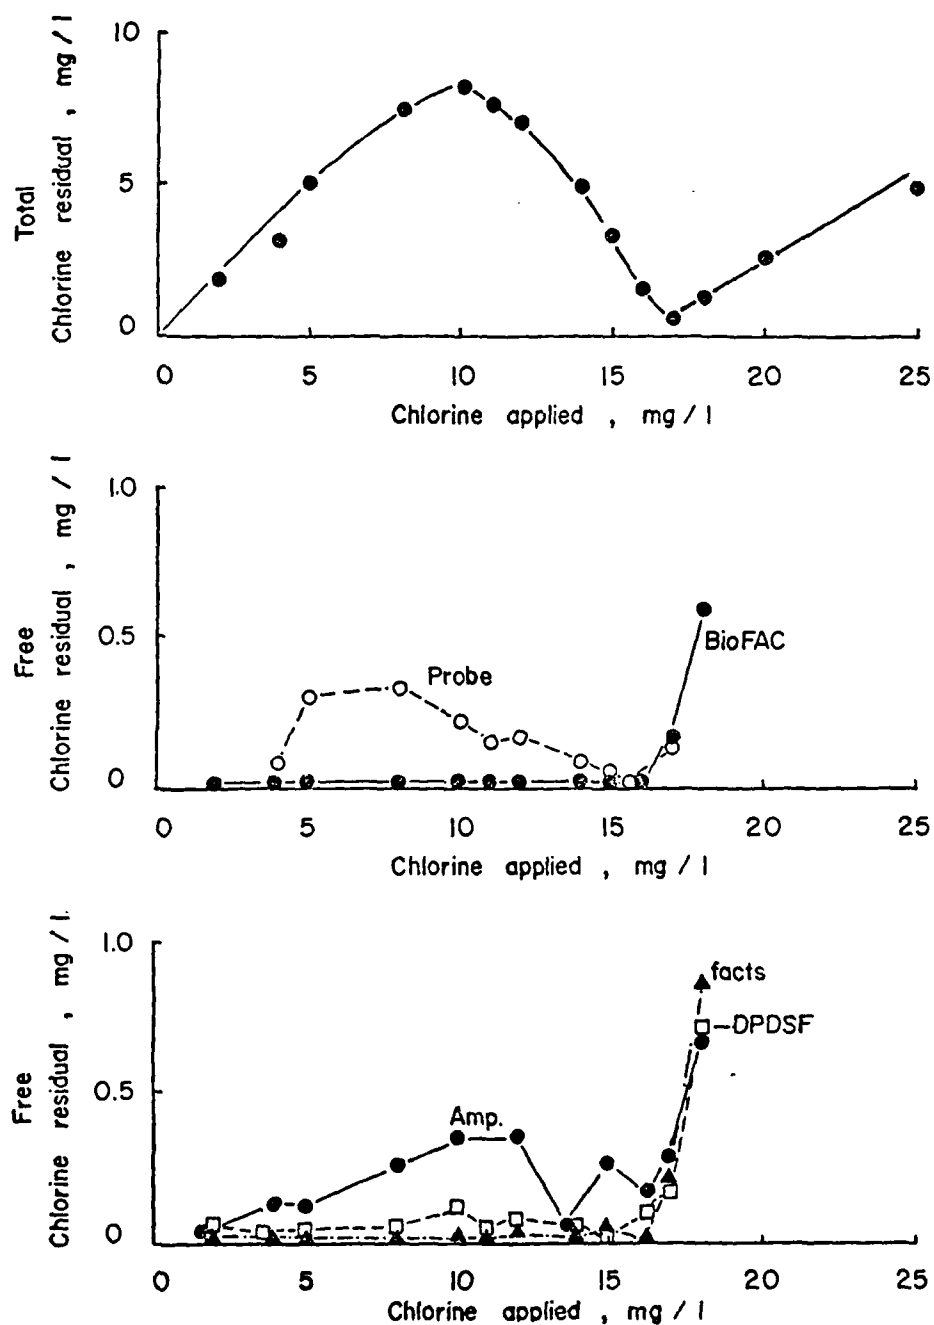 10
5
0
Total
Chlorine residual , mg / l
0 5 10 15 20 25
Chlorine applied , mg / l
1.0
0.5
0
Free
Chlorine residual , mg / l
BioFAC
Probe
0 5 10 15 20 25
Chlorine applied , mg / l
1.0
0.5
0
Free
Chlorine residual , mg / l.
facts
DPDSF
Amp.
0 5 10 15 20 25
Chlorine applied , mg / l